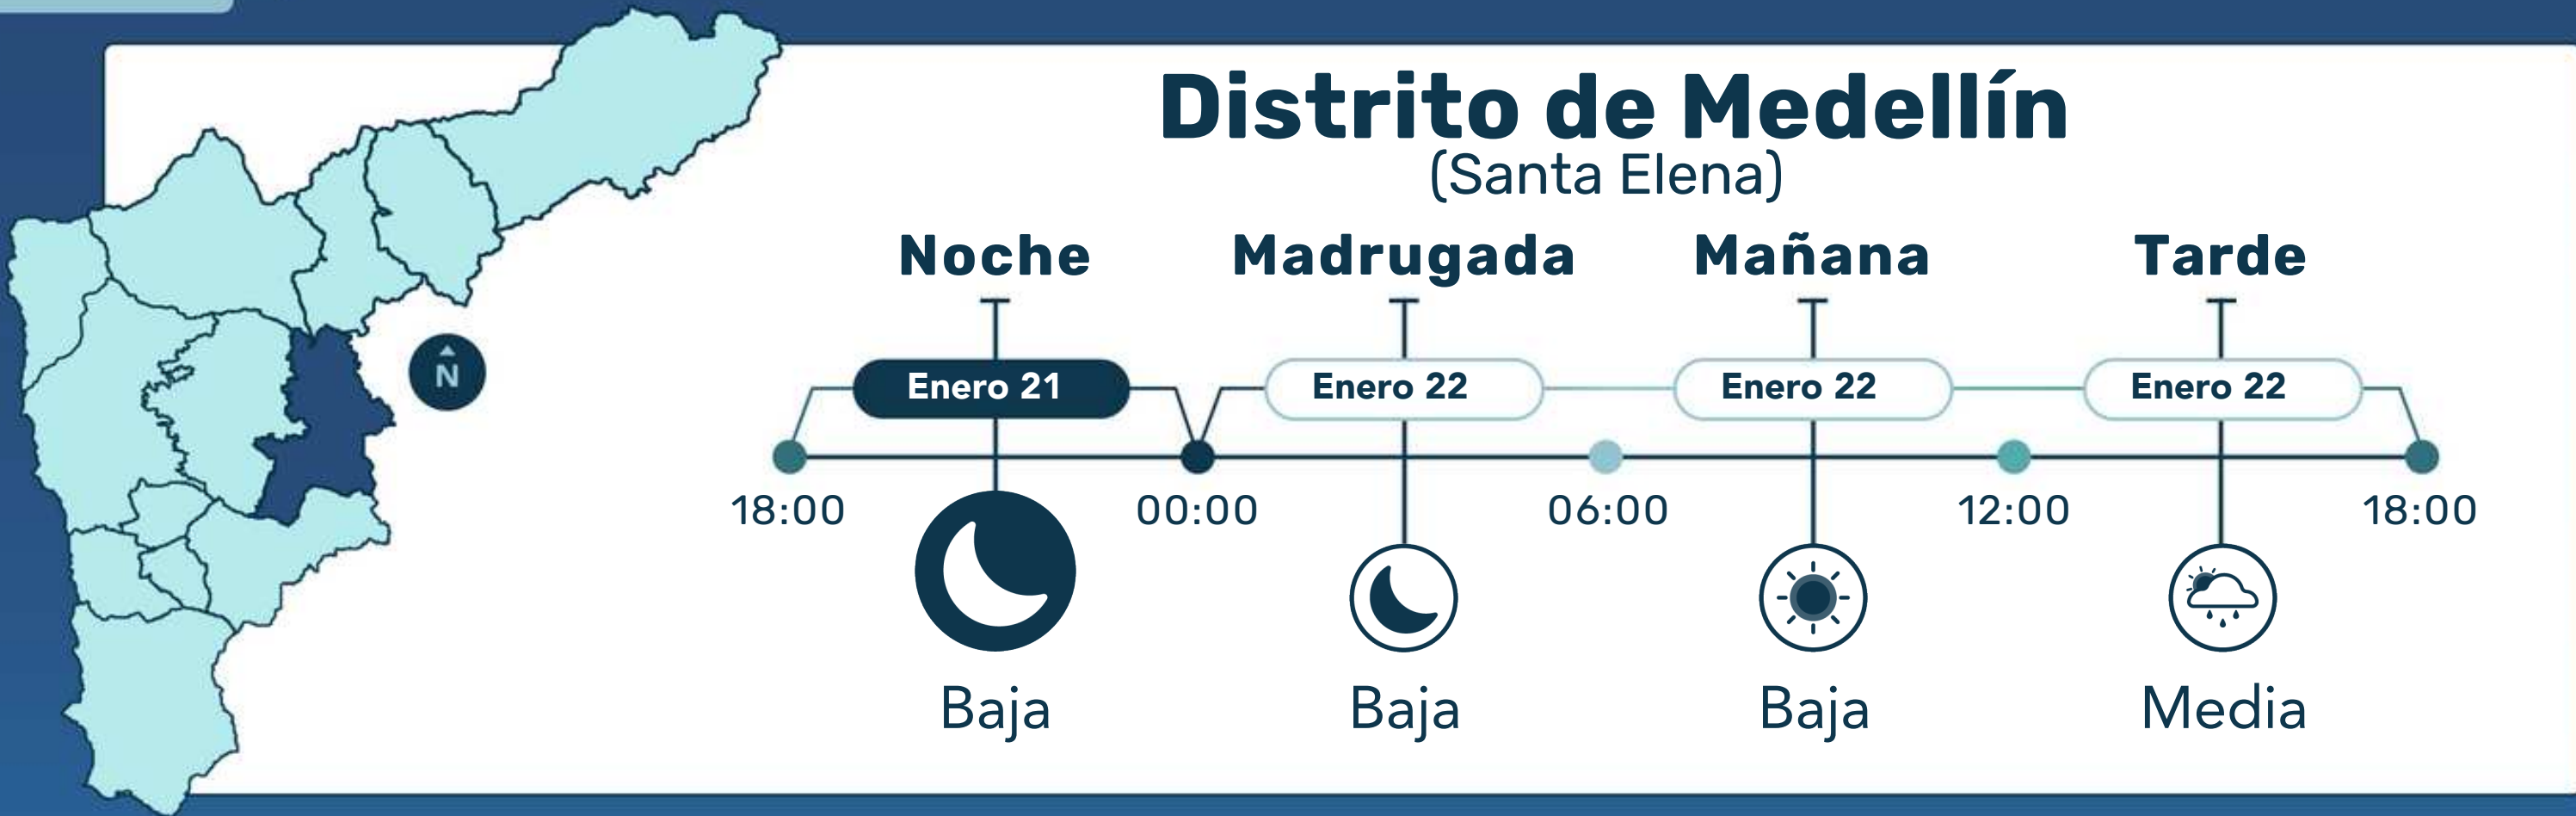 Distrito de Medellín
(Santa Elena)
Noche Madrugada Mañana Tarde
N
Enero 21 Enero 22 Enero 22 Enero 22
18:00 00:00 06:00 12:00 18:00
Baja Baja Baja Media